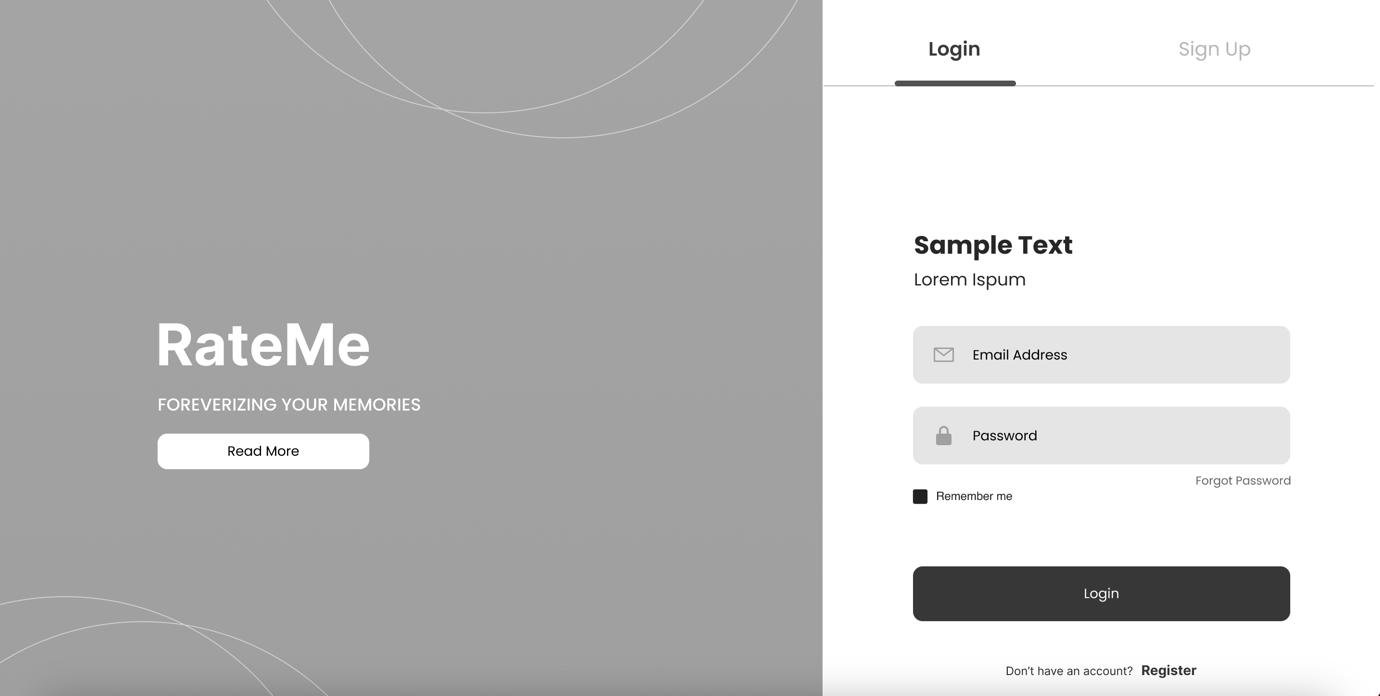 RateMe
FOREVERIZING YOUR MEMORIES
Read More
Login
Sign Up
Sample Text
Lorem Ispum
Email Address
Password
Forgot Password
Remember me
Login
Don't have an account? Register